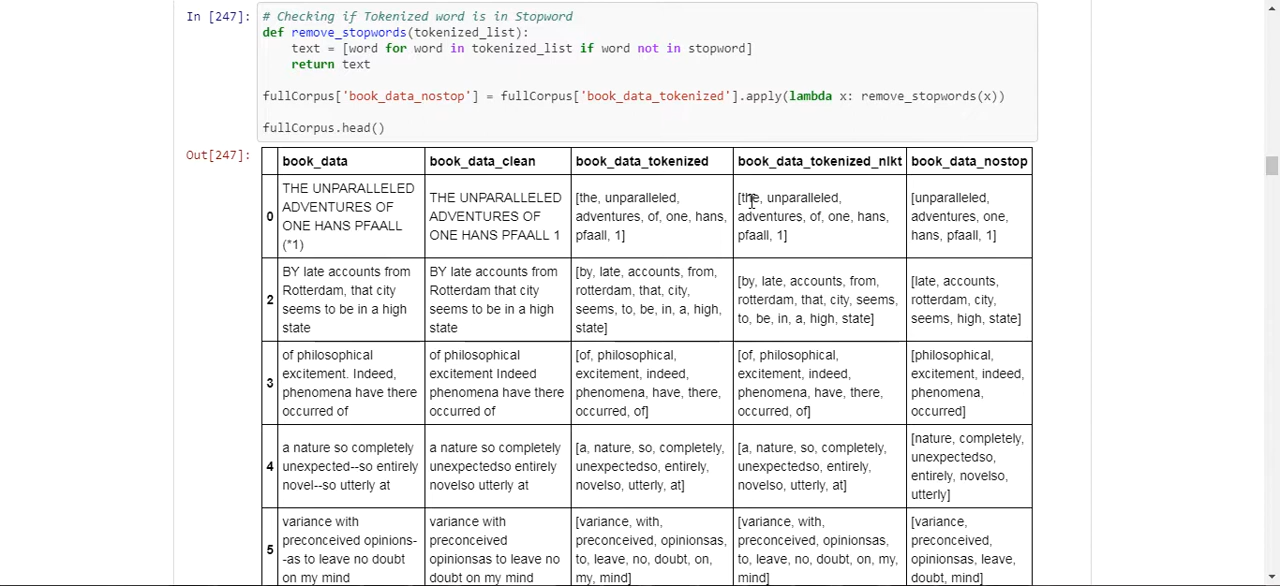 In [247]:
# Checking if Tokenized word is in Stopword
def remove_stopwords(tokenized_list):
    text = [word for word in tokenized_list if word not in stopword]
    return text
fullCorpus['book_data_nostop'] = fullCorpus['book_data_tokenized'].apply(lambda x: remove_stopwords(x))
fullCorpus.head()
Out[247]:
book_data book_data_clean book_data_tokenized book_data_tokenized_nlkt book_data_nostop
0
THE UNPARALLELED
ADVENTURES OF
ONE HANS PFAALL
(*1)
THE UNPARALLELED
ADVENTURES OF
ONE HANS PFAALL 1
[the, unparalleled,
adventures, of, one, hans,
pfaall, 1]
[the, unparalleled,
adventures, of, one, hans,
pfaall, 1]
[unparalleled,
adventures, one,
hans, pfaall, 1]
2
BY late accounts from
Rotterdam, that city
seems to be in a high
state
BY late accounts from
Rotterdam that city
seems to be in a high
state
[by, late, accounts, from,
rotterdam, that, city,
seems, to, be, in, a, high,
state]
[by, late, accounts, from,
rotterdam, that, city, seems,
to, be, in, a, high, state]
[late, accounts,
rotterdam, city,
seems, high, state]
3
of philosophical
excitement. Indeed,
phenomena have there
occurred of
of philosophical
excitement Indeed
phenomena have there
occurred of
[of, philosophical,
excitement, indeed,
phenomena, have, there,
occurred, of]
[of, philosophical,
excitement, indeed,
phenomena, have, there,
occurred, of]
[philosophical,
excitement, indeed,
phenomena,
occurred]
4
a nature so completely
unexpected--so entirely
novel--so utterly at
a nature so completely
unexpectedso entirely
novelso utterly at
[a, nature, so, completely,
unexpectedso, entirely,
novelso, utterly, at]
[a, nature, so, completely,
unexpectedso, entirely,
novelso, utterly, at]
[nature, completely,
unexpectedso,
entirely, novelso,
utterly]
5
variance with
preconceived opinions-
-as to leave no doubt
on my mind
variance with
preconceived
opinionsas to leave no
doubt on my mind
[variance, with,
preconceived, opinionsas,
to, leave, no, doubt, on,
my, mind]
[variance, with,
preconceived, opinionsas,
to, leave, no, doubt, on, my,
mind]
[variance,
preconceived,
opinionsas, leave,
doubt, mind]